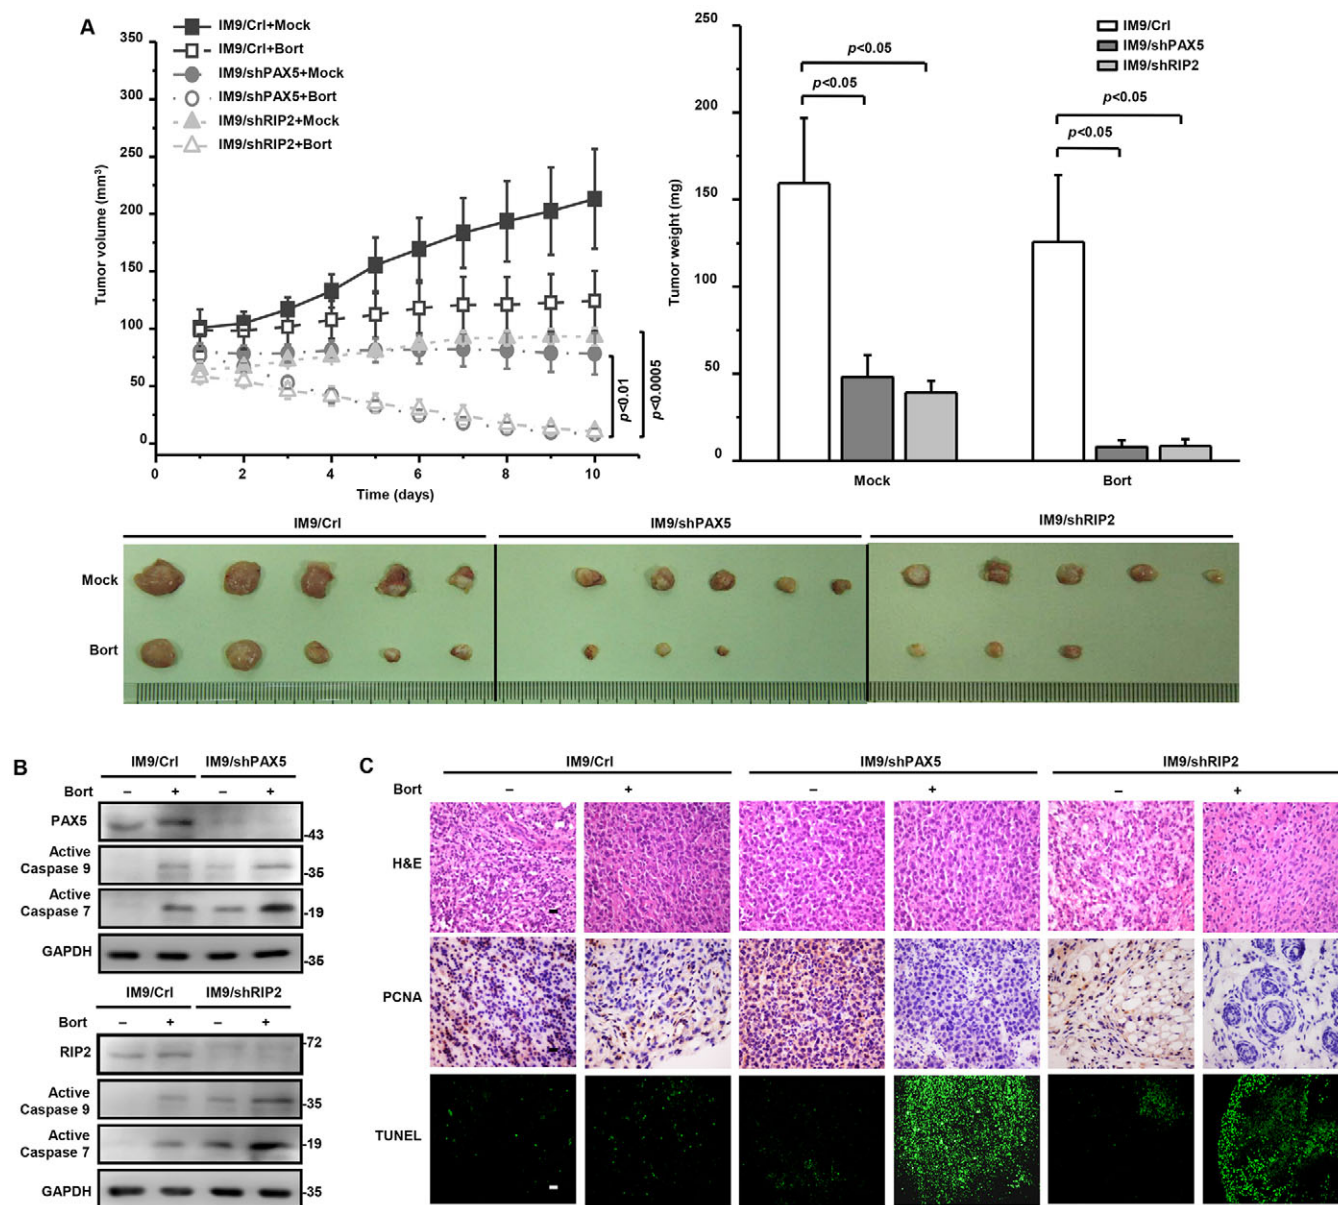 A
IM9/Crl+Mock
IM9/Crl+Bort
IM9/shPAX5+Mock
IM9/shPAX5+Bort
IM9/shRIP2+Mock
IM9/shRIP2+Bort
Tumor volume (mm³)
350
300
250
200
150
100
50
0
0 2 4 6 8 10
Time (days)
p<0.01
p<0.0005
IM9/Crl
IM9/shPAX5
IM9/shRIP2
Tumor weight (mg)
250
200
150
100
50
0
p<0.05
p<0.05
p<0.05
p<0.05
Mock Bort
IM9/Crl IM9/shPAX5 IM9/shRIP2
Mock
Bort
B
IM9/Crl IM9/shPAX5
Bort – + – +
PAX5 -43
Active
Caspase 9 -35
Active
Caspase 7 -19
GAPDH -35
IM9/Crl IM9/shRIP2
Bort – + – +
RIP2 -72
Active
Caspase 9 -35
Active
Caspase 7 -19
GAPDH -35
C
IM9/Crl IM9/shPAX5 IM9/shRIP2
Bort – + – + – +
H&E
PCNA
TUNEL